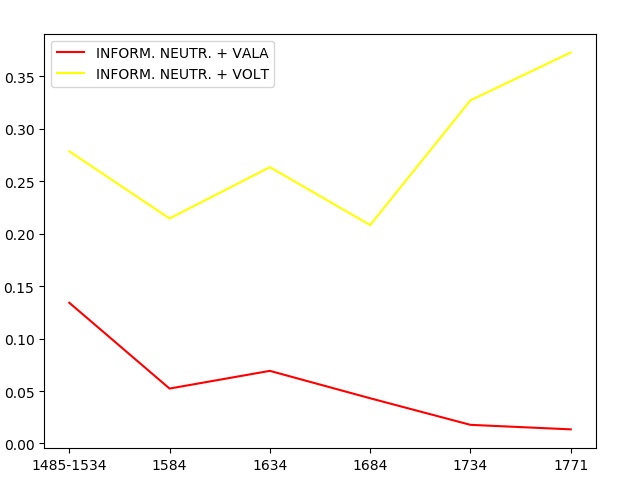 INFORM. NEUTR. + VALA
INFORM. NEUTR. + VOLT
0.35
0.30
0.25
0.20
0.15
0.10
0.05
0.00
1485-1534 1584 1634 1684 1734 1771